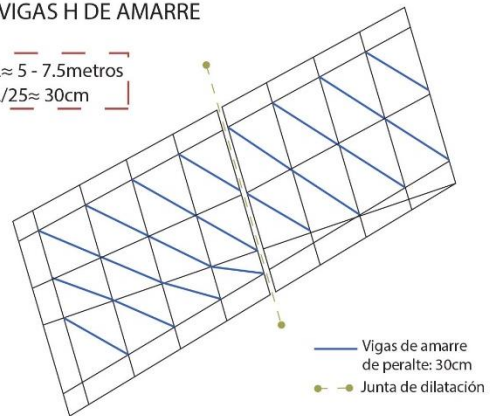 VIGAS H DE AMARRE
≈ 5 - 7.5metros
/25≈ 30cm
Vigas de amarre
de peralte: 30cm
Junta de dilatación